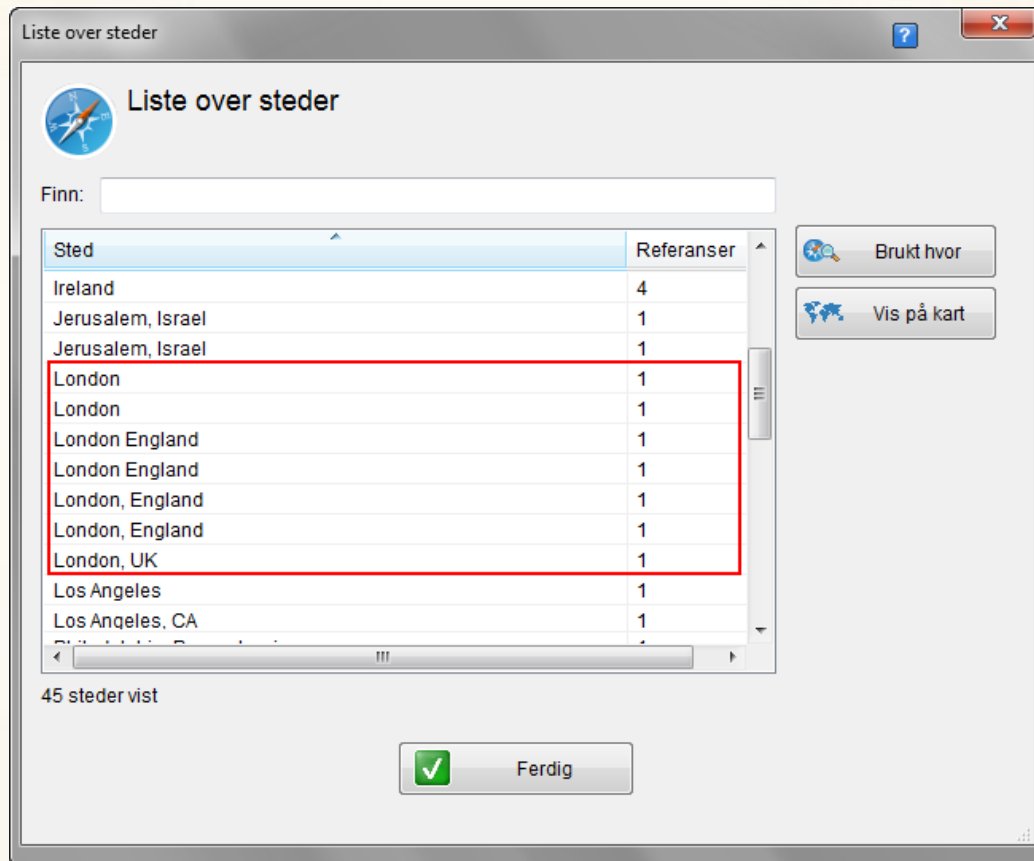 Liste over steder
Liste over steder
Finn:
Sted Referanser
Ireland 4
Jerusalem, Israel 1
Jerusalem, Israel 1
London 1
London 1
London England 1
London England 1
London, England 1
London, England 1
London, UK 1
Los Angeles 1
Los Angeles, CA 1
Brukt hvor
Vis på kart
45 steder vist
Ferdig